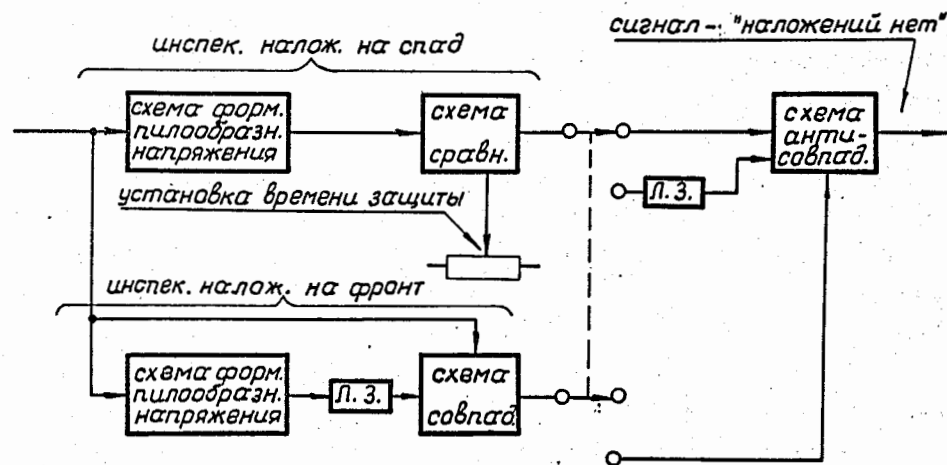 сигнал - "наложений нет"
инспек. налож. на спад
схема форм.
пилообразн.
напряжения
схема
сравн.
схема
анти-
совпад.
Л. З.
установка времени защиты
инспек. налож. на фронт
схема форм.
пилообразн.
напряжения
Л. З.
схема
совпад.